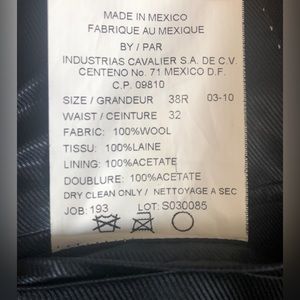 MADE IN MEXICO
FABRIQUE AU MEXIQUE
BY / PAR
INDUSTRIAS CAVALIER S.A. DE C.V.
CENTENO No. 71 MEXICO D.F.
C.P. 09810
SIZE / GRANDEUR 38R 03-10
WAIST / CEINTURE 32
FABRIC: 100%WOOL
TISSU: 100%LAINE
LINING: 100%ACETATE
DOUBLURE: 100%ACETATE
DRY CLEAN ONLY / NETTOYAGE A SEC
JOB: 193 LOT: S030085